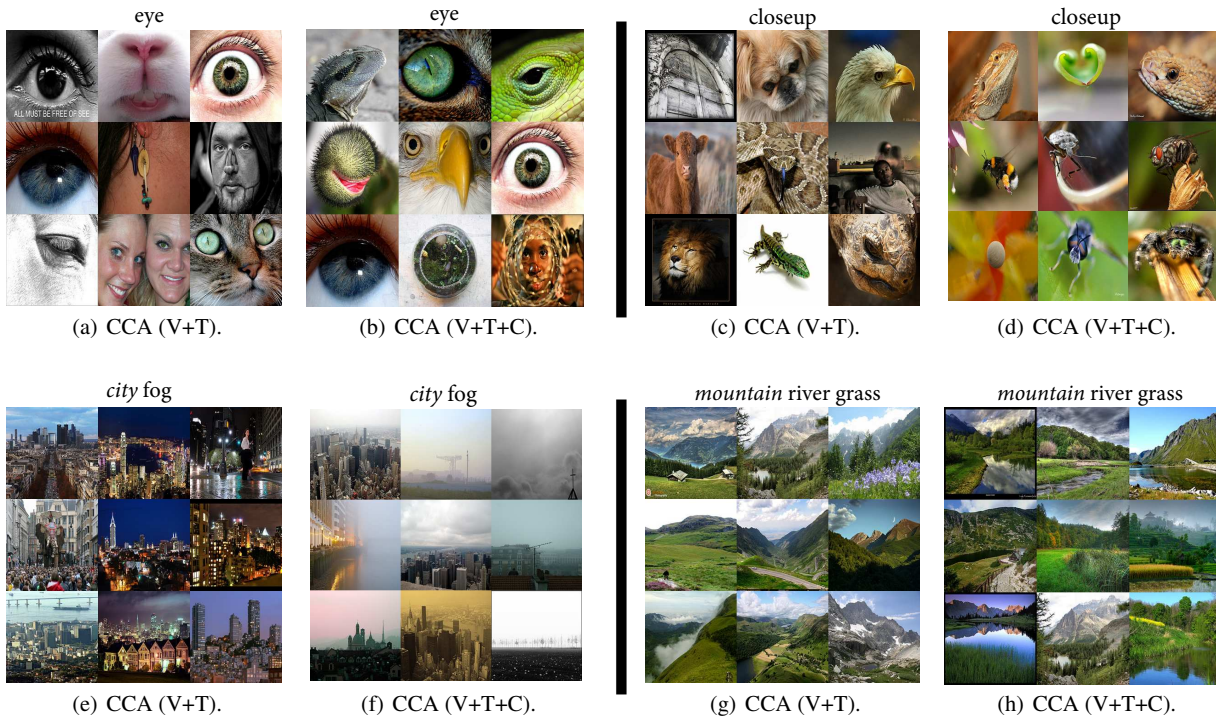 eye
eye
closeup
closeup
ALL MUST BE FREE OF SEE
(a) CCA (V+T).
(b) CCA (V+T+C).
(c) CCA (V+T).
(d) CCA (V+T+C).
city fog
city fog
mountain river grass
mountain river grass
(e) CCA (V+T).
(f) CCA (V+T+C).
(g) CCA (V+T).
(h) CCA (V+T+C).